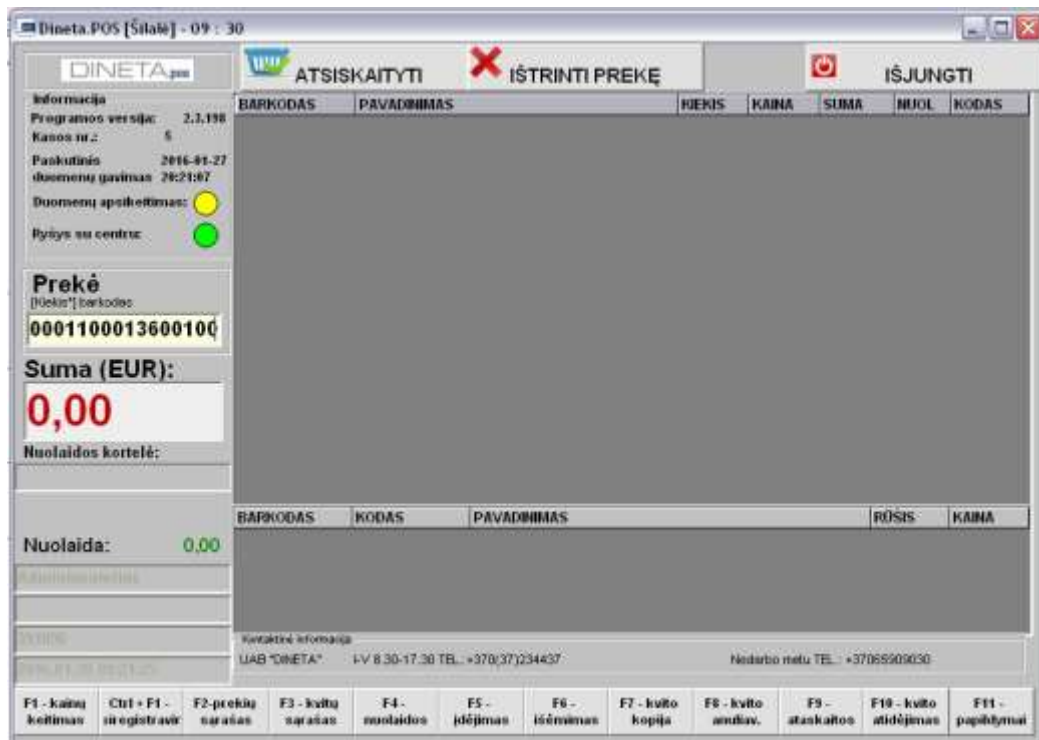 Dineta.POS [Šilalė] - 09 : 30
DINETA.pos
ATSISKAITYTI
IŠTRINTI PREKĘ
IŠJUNGTI
Informacija
Programos versija: 2.3.198
Kasos nr.: 5
Paskutinis 2016-01-27
duomenų gavimas 20:21:07
Duomenų apsikeitimas:
Ryšys su centru:
Prekė
[Kiekis*] barkodas
0001100013600100
Suma (EUR):
0,00
Nuolaidos kortelė:
Nuolaida: 0,00
BARKODAS PAVADINIMAS KIEKIS KAINA SUMA NUOL KODAS
BARKODAS KODAS PAVADINIMAS RŪŠIS KAINA
Kontaktinė informacija
UAB "DINETA" I-V 8.30-17.30 TEL.: +370(37)234437 Nedarbo metu TEL.: +37065909030
F1 - kainų
keitimas
Ctrl + F1 -
siregistravir
F2-prekių
sąrašas
F3 - kvitų
sąrašas
F4 -
nuolaidos
F5 -
įdėjimas
F6 -
išėmimas
F7 - kvito
kopija
F8 - kvito
anuliav.
F9 -
ataskaitos
F10 - kvito
atidėjimas
F11 -
papildymai